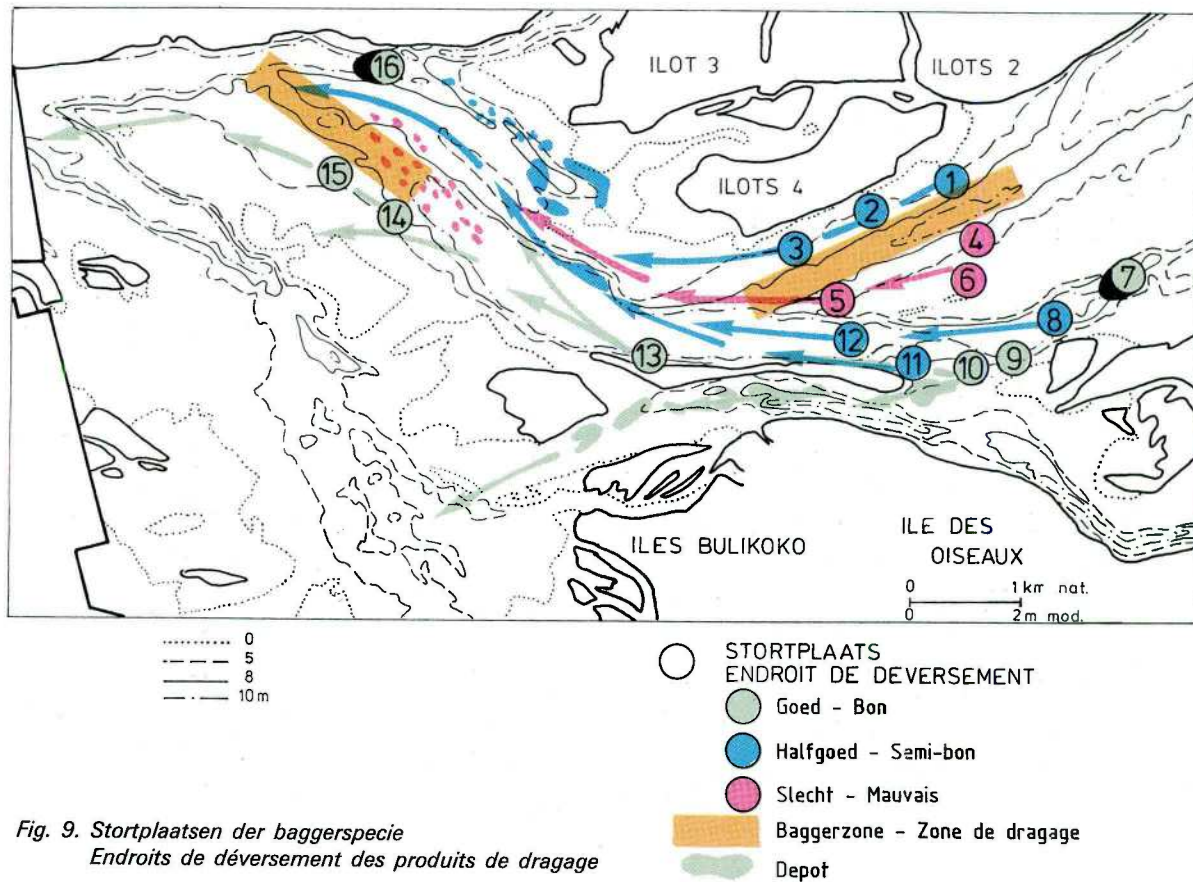 16
ILOT 3
ILOTS 2
ILOTS 4
15
14
1
2
3
4
5
6
7
8
12
13
11
10
9
ILES BULIKOKO
ILE DES
OISEAUX
0 1 km nat.
0 2 m mod.
0
5
8
10 m
STORTPLAATS
ENDROIT DE DEVERSEMENT
Goed - Bon
Halfgoed - Semi-bon
Slecht - Mauvais
Baggerzone - Zone de dragage
Depot
Fig. 9. Stortplaatsen der baggerspecie
Endroits de déversement des produits de dragage